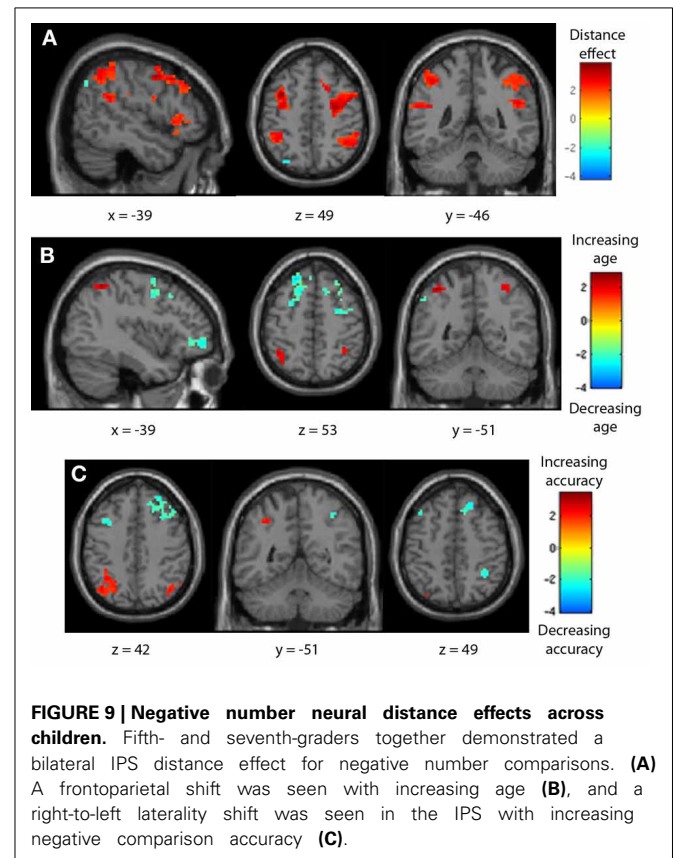 A
Distance
effect
2
0
-2
-4
x = -39
z = 49
y = -46
B
Increasing
age
2
0
-2
-4
Decreasing
age
x = -39
z = 53
y = -51
C
Increasing
accuracy
2
0
-2
-4
Decreasing
accuracy
z = 42
y = -51
z = 49
FIGURE 9 | Negative number neural distance effects across
children. Fifth- and seventh-graders together demonstrated a
bilateral IPS distance effect for negative number comparisons. (A)
A frontoparietal shift was seen with increasing age (B), and a
right-to-left laterality shift was seen in the IPS with increasing
negative comparison accuracy (C).